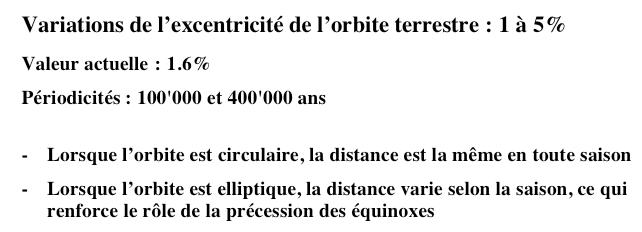 Variations de l’excentricité de l’orbite terrestre : 1 à 5%
Valeur actuelle : 1.6%
Périodicités : 100'000 et 400'000 ans
- Lorsque l’orbite est circulaire, la distance est la même en toute saison
- Lorsque l’orbite est elliptique, la distance varie selon la saison, ce qui
renforce le rôle de la précession des équinoxes